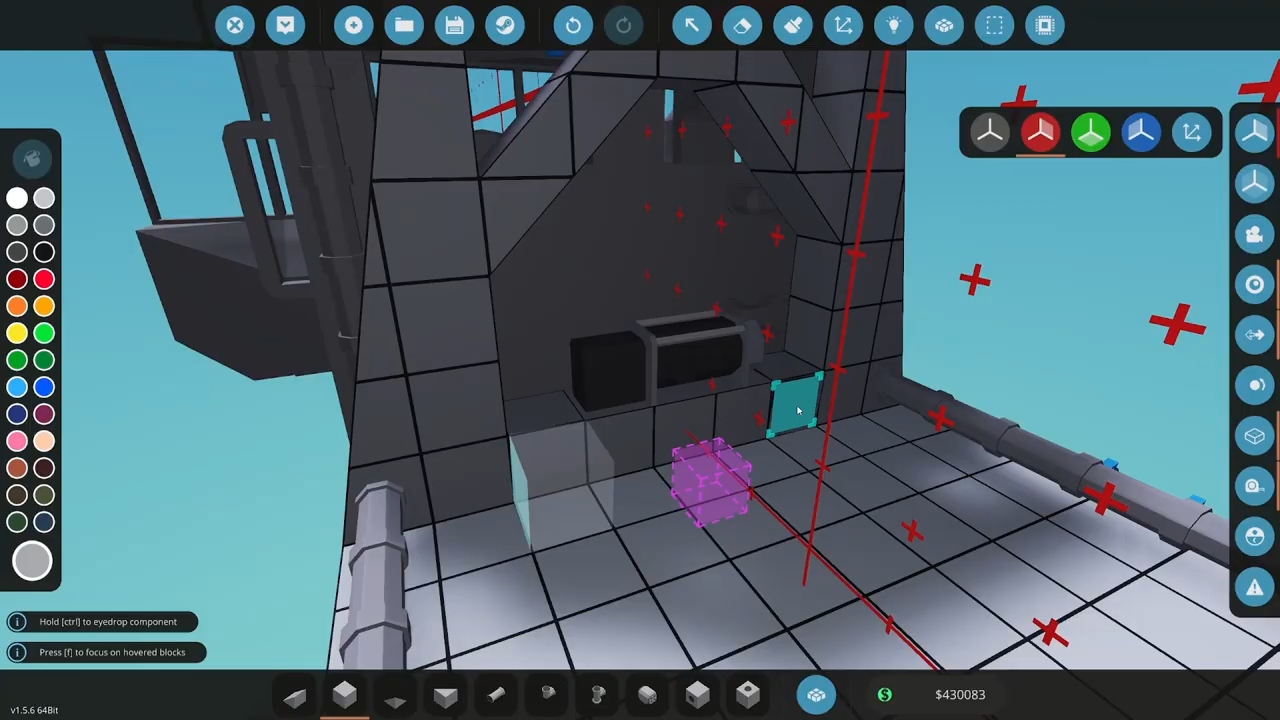 Hold [ctrl] to eyedrop component
Press [f] to focus on hovered blocks
v1.5.6 64Bit
$430083